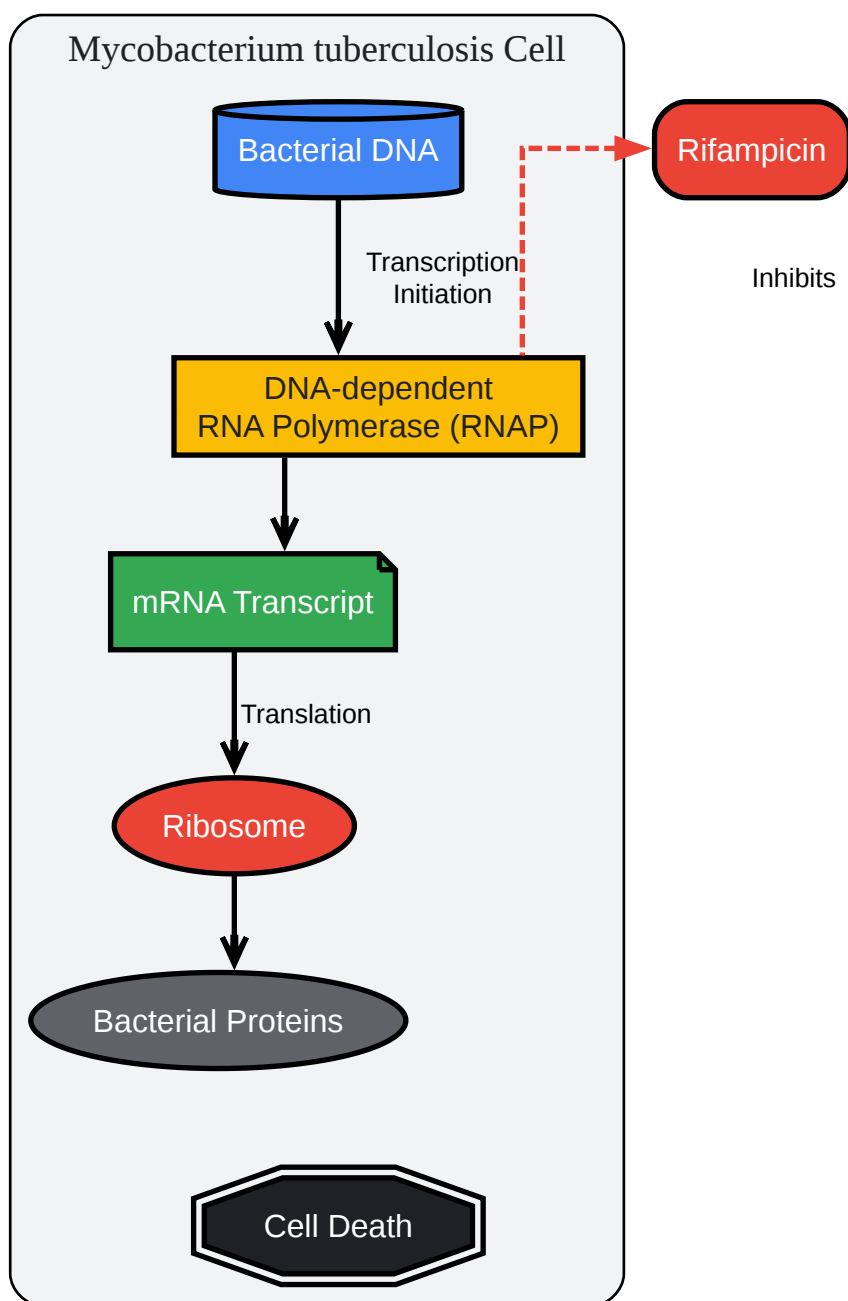 Mycobacterium tuberculosis Cell
Bacterial DNA
Rifampicin
Transcription
Initiation
Inhibits
DNA-dependent
RNA Polymerase (RNAP)
mRNA Transcript
Translation
Ribosome
Bacterial Proteins
Cell Death